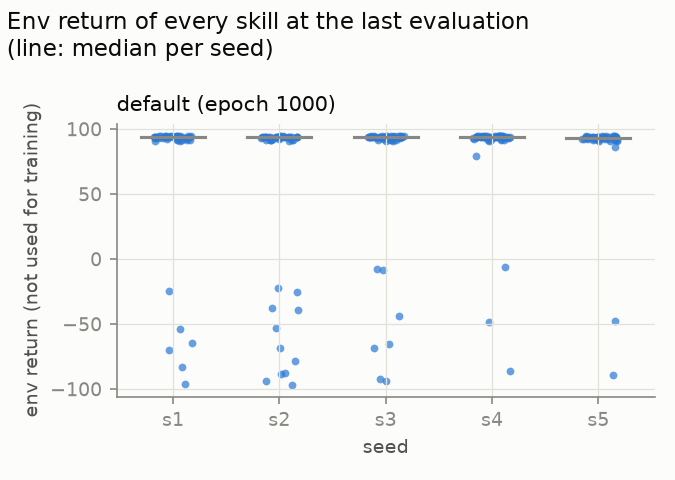 Env return of every skill at the last evaluation
(line: median per seed)
default (epoch 1000)
env return (not used for training)
100
50
0
−50
−100
s1 s2 s3 s4 s5
seed